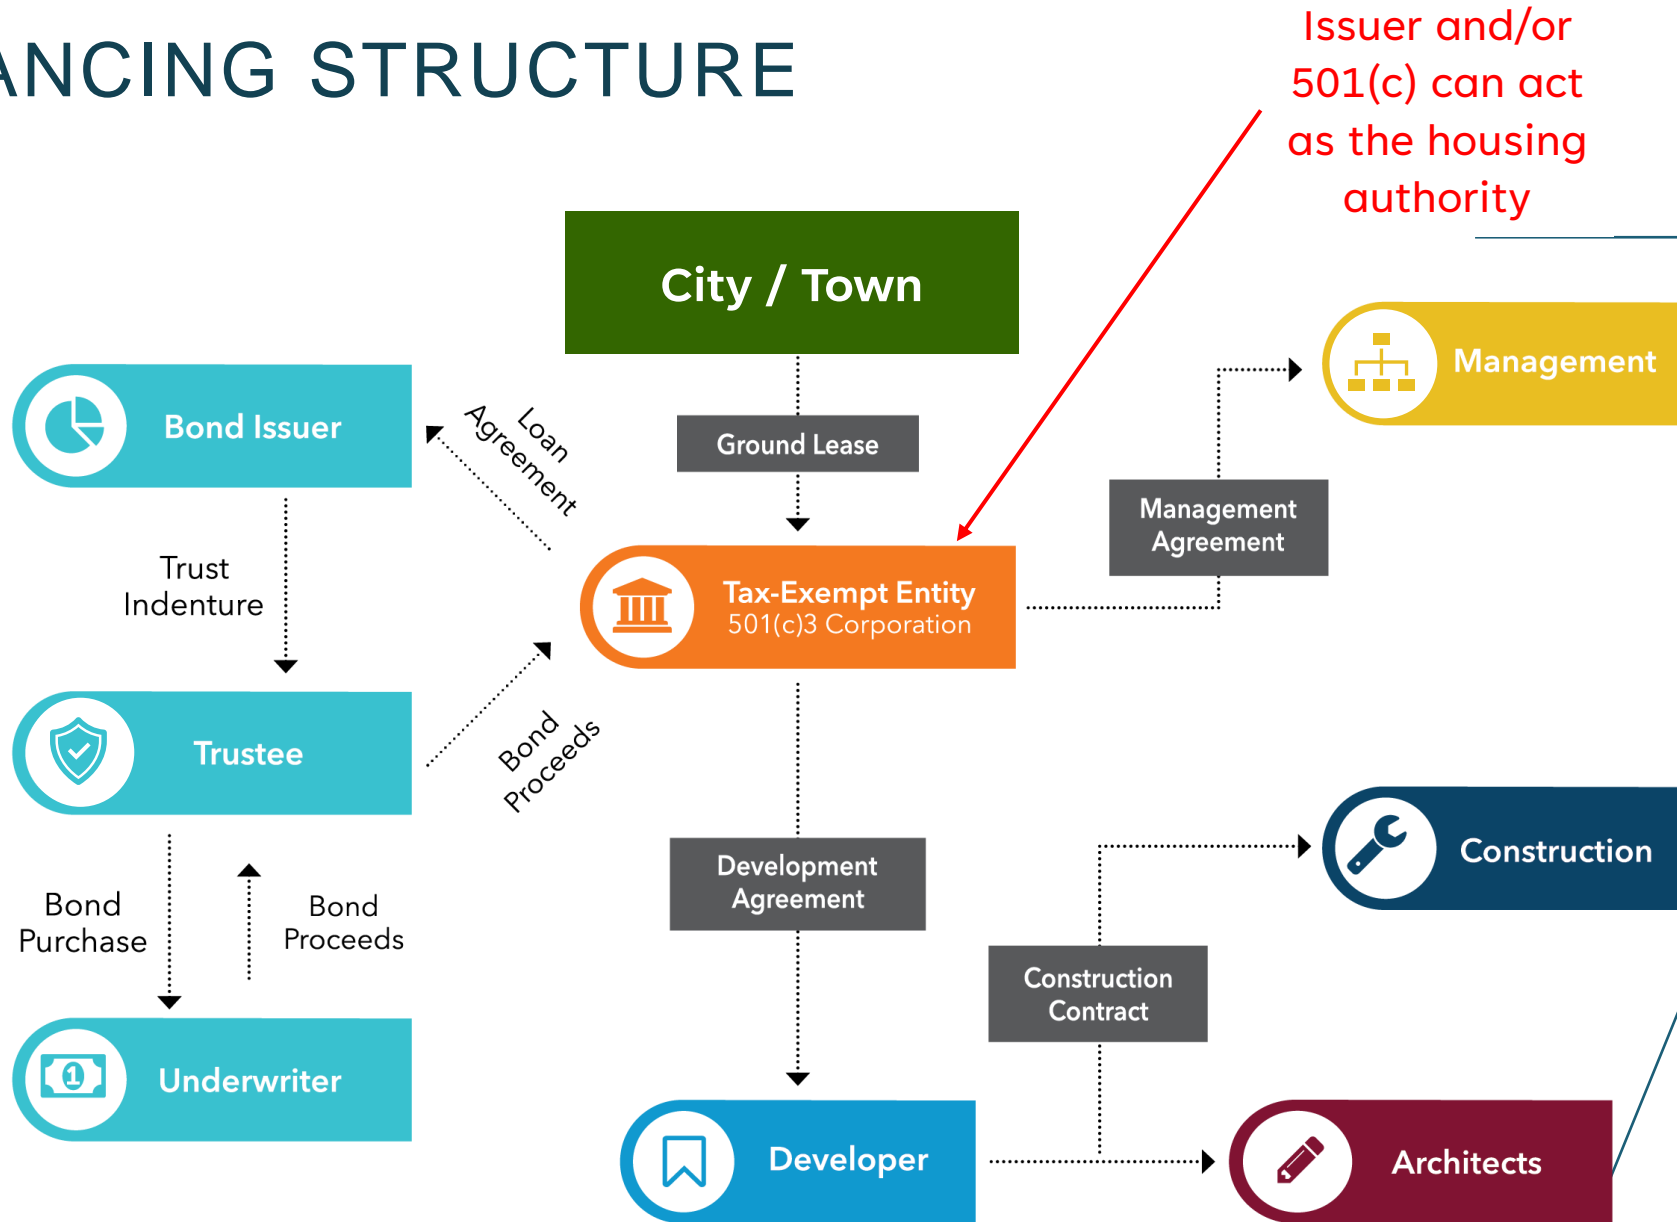 ANCING STRUCTURE
Issuer and/or
501(c) can act
as the housing
authority
City / Town
Management
Bond Issuer
Loan
Agreement
Ground Lease
Management
Agreement
Trust
Indenture
Tax-Exempt Entity
501(c)3 Corporation
Trustee
Bond
Proceeds
Construction
Development
Agreement
Bond
Purchase
Bond
Proceeds
Construction
Contract
1
Underwriter
Developer
Architects